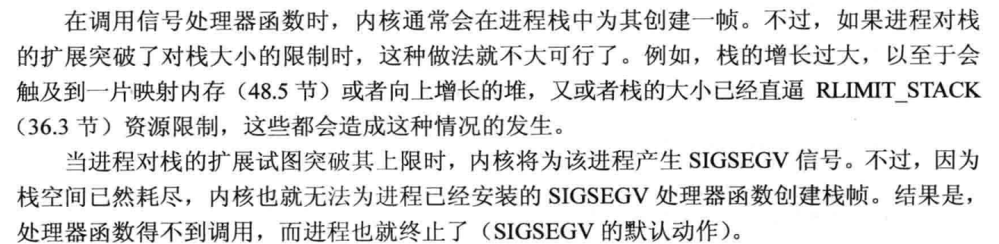 在调用信号处理器函数时，内核通常会在进程栈中为其创建一帧。不过，如果进程对栈
的扩展突破了对栈大小的限制时，这种做法就不大可行了。例如，栈的增长过大，以至于会
触及到一片映射内存（48.5 节）或者向上增长的堆，又或者栈的大小已经直逼 RLIMIT_STACK
（36.3 节）资源限制，这些都会造成这种情况的发生。
当进程对栈的扩展试图突破其上限时，内核将为该进程产生 SIGSEGV 信号。不过，因为
栈空间已然耗尽，内核也就无法为进程已经安装的 SIGSEGV 处理器函数创建栈帧。结果是，
处理器函数得不到调用，而进程也就终止了（SIGSEGV 的默认动作）。